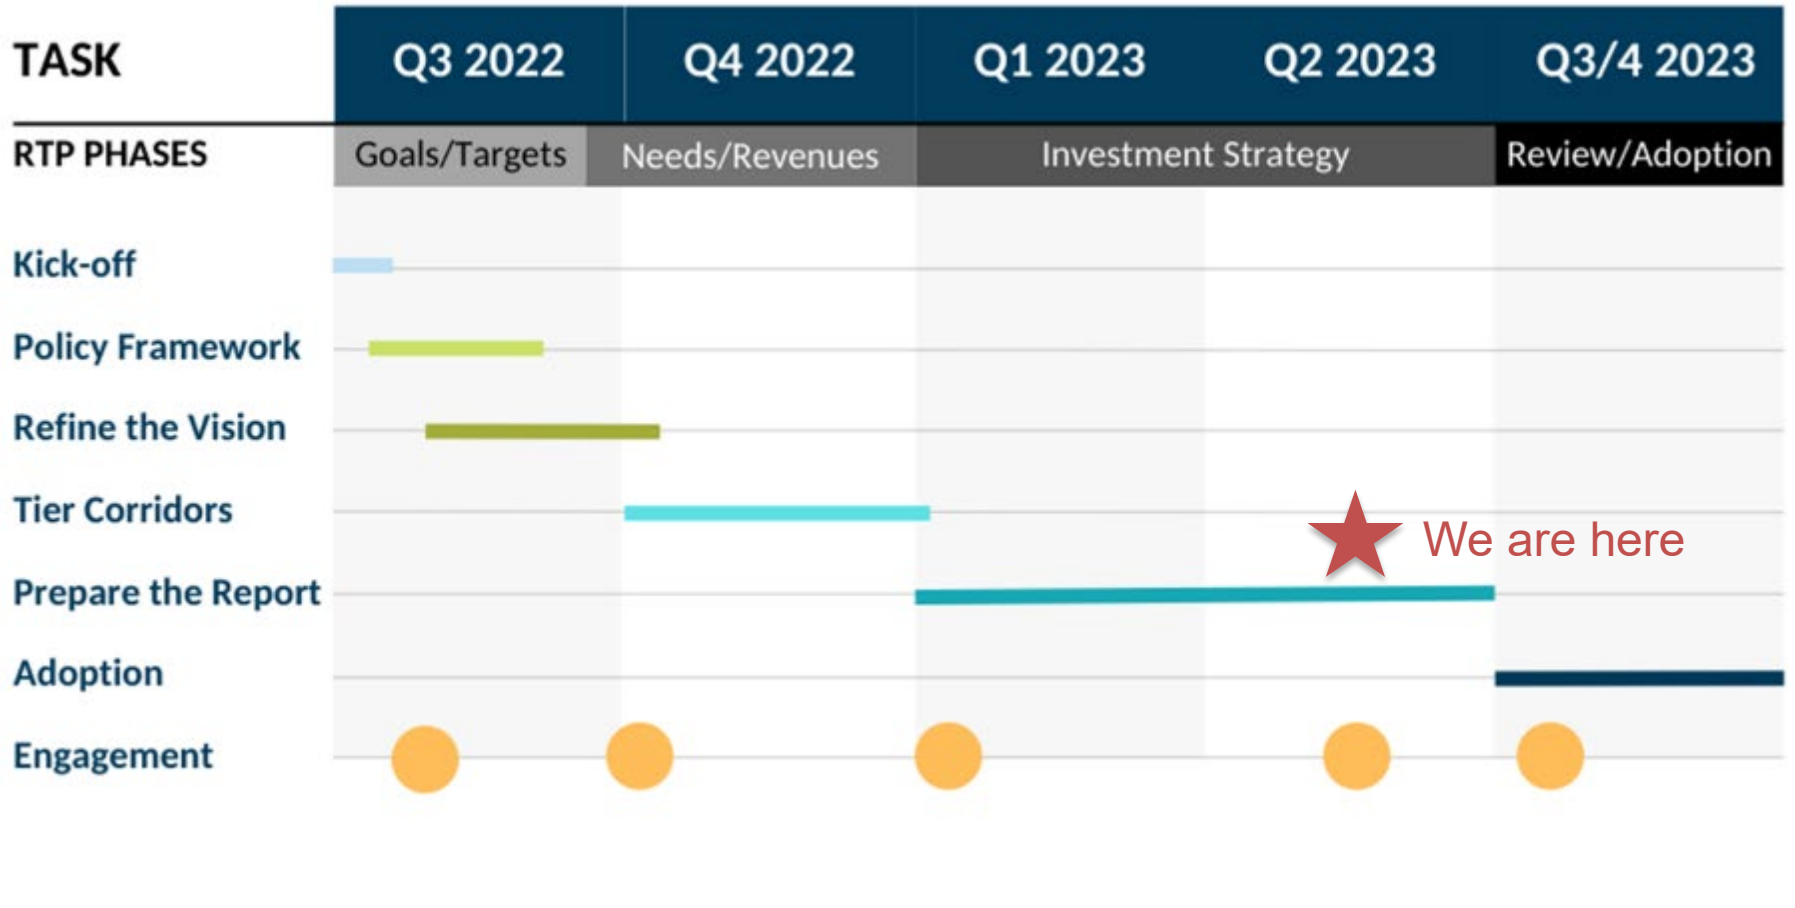 TASK Q3 2022 Q4 2022 Q1 2023 Q2 2023 Q3/4 2023
RTP PHASES Goals/Targets Needs/Revenues Investment Strategy Review/Adoption
Kick-off
Policy Framework
Refine the Vision
Tier Corridors
We are here
Prepare the Report
Adoption
Engagement